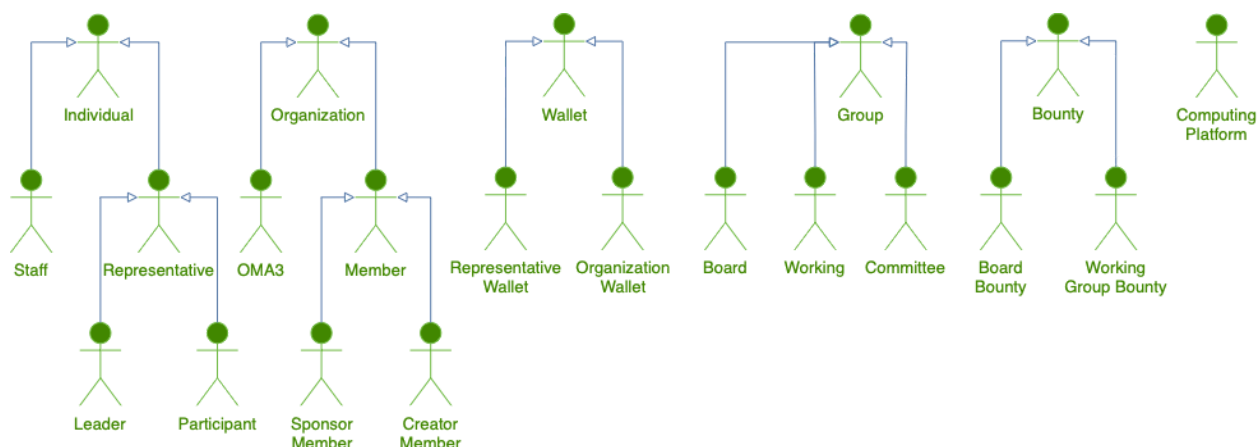 Individual
Organization
Wallet
Group
Bounty
Computing
Platform
Staff
Representative
OMA3
Member
Representative
Wallet
Organization
Wallet
Board
Working
Committee
Board
Bounty
Working
Group Bounty
Leader
Participant
Sponsor
Member
Creator
Member